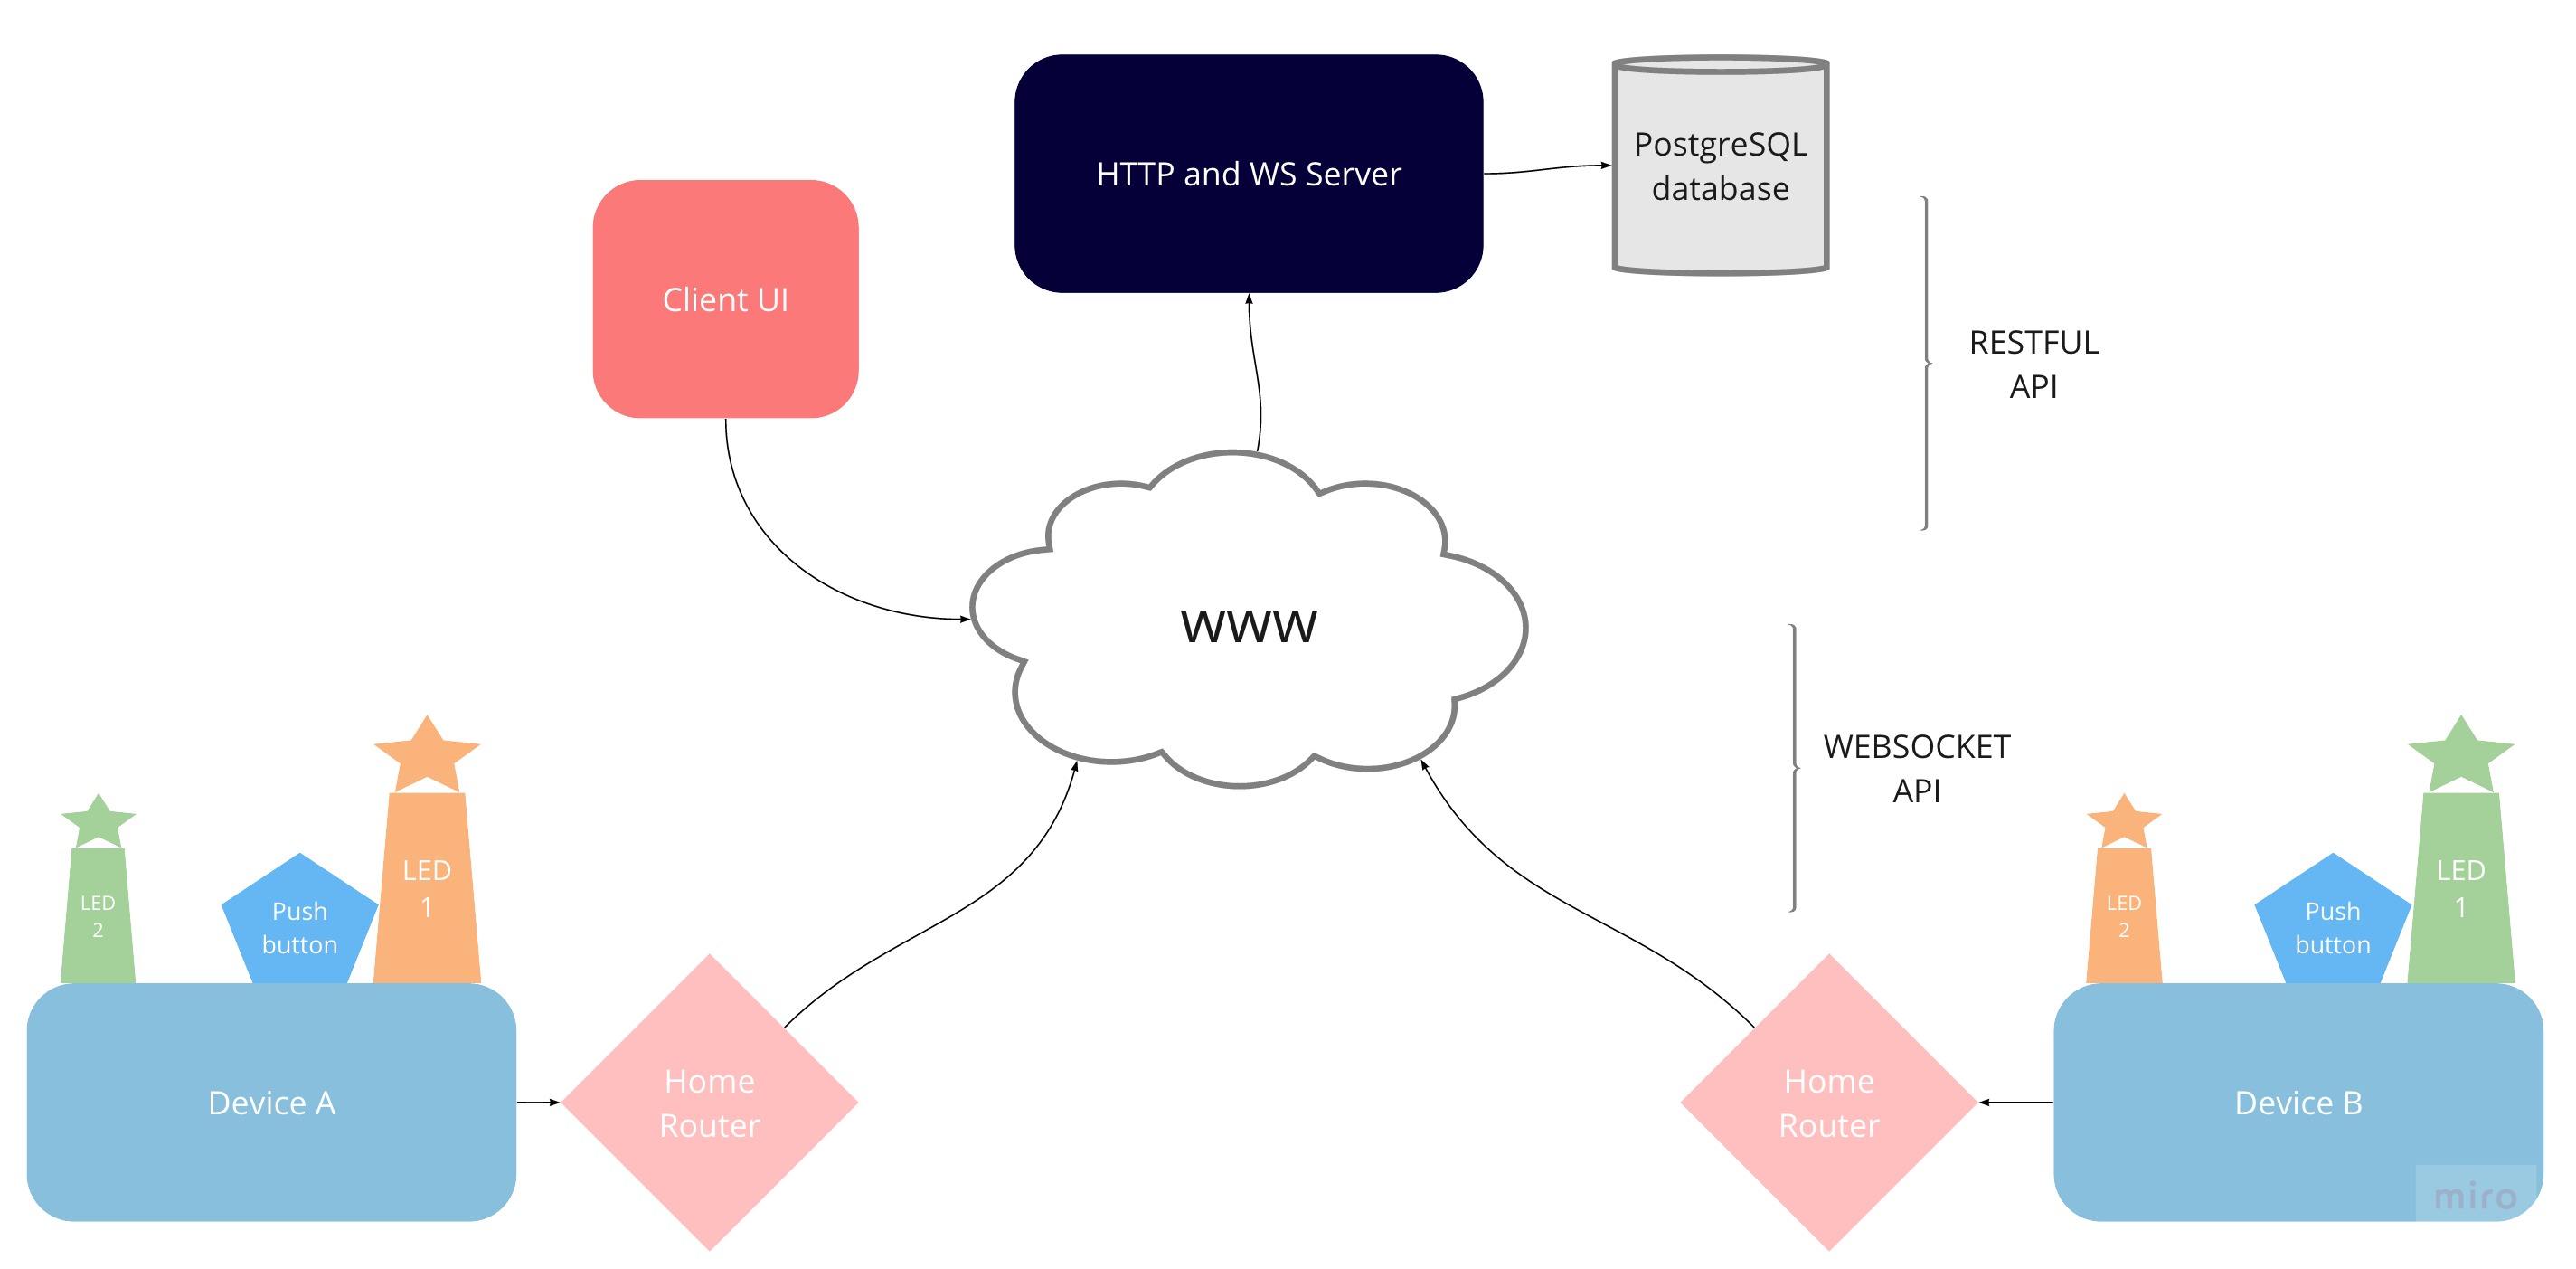 HTTP and WS Server
PostgreSQL
database
Client UI
RESTFUL
API
www
WEBSOCKET
API
LED
2
Push
button
LED
1
LED
2
Push
button
LED
1
Device A
Home
Router
Home
Router
Device B
miro